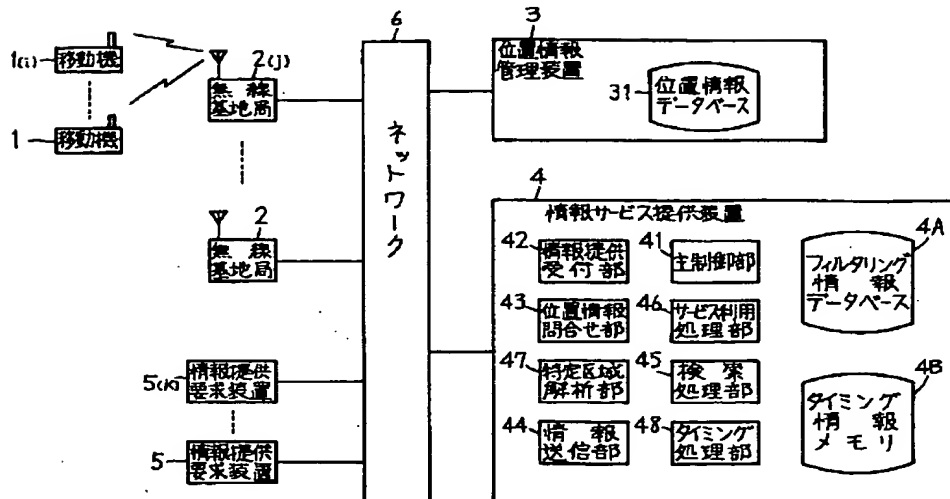 1(i)
移動機
1
移動機
2(j)
無線
基地局
2
無線
基地局
5(k)
情報提供
要求装置
5
情報提供
要求装置
6
ネットワーク
3
位置情報
管理装置
31
位置情報
データベース
4
情報サービス提供装置
42
情報提供
受付部
41
主制御部
43
位置情報
問合せ部
46
サービス利用
処理部
47
特定区域
解析部
45
検索
処理部
44
情報
送信部
48
タイミング
処理部
4A
フィルタリング
情報
データベース
4B
タイミング
情報
メモリ